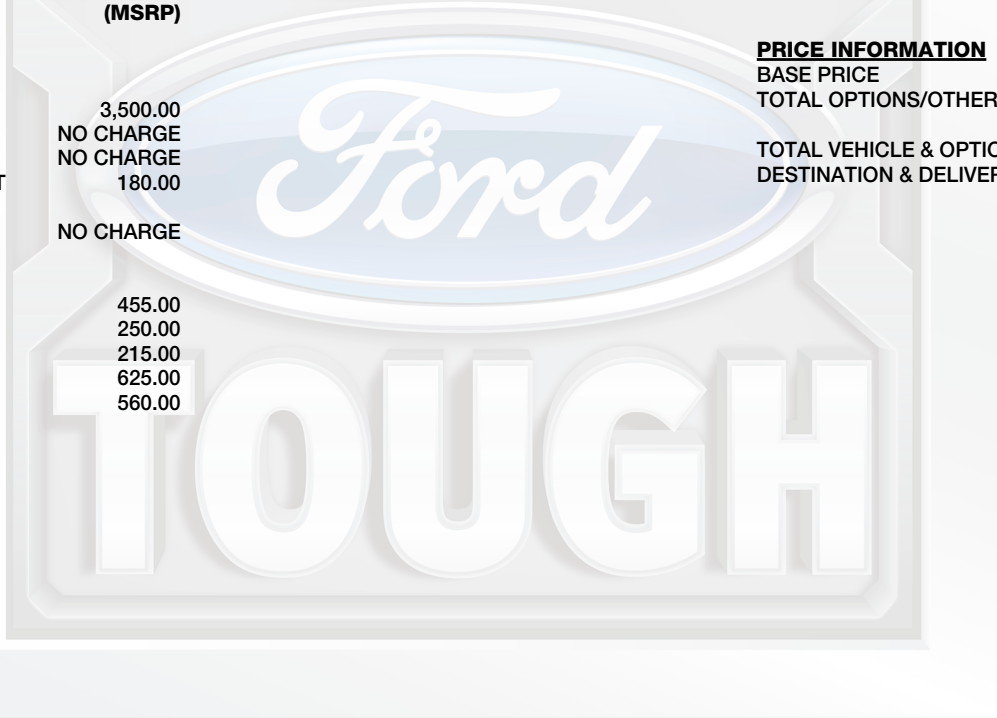 (MSRP)
3,500.00
NO CHARGE
NO CHARGE
T 180.00
NO CHARGE
455.00
250.00
215.00
625.00
560.00
PRICE INFORMATION
BASE PRICE
TOTAL OPTIONS/OTHER
TOTAL VEHICLE & OPTIO
DESTINATION & DELIVER
Ford
TOUGH